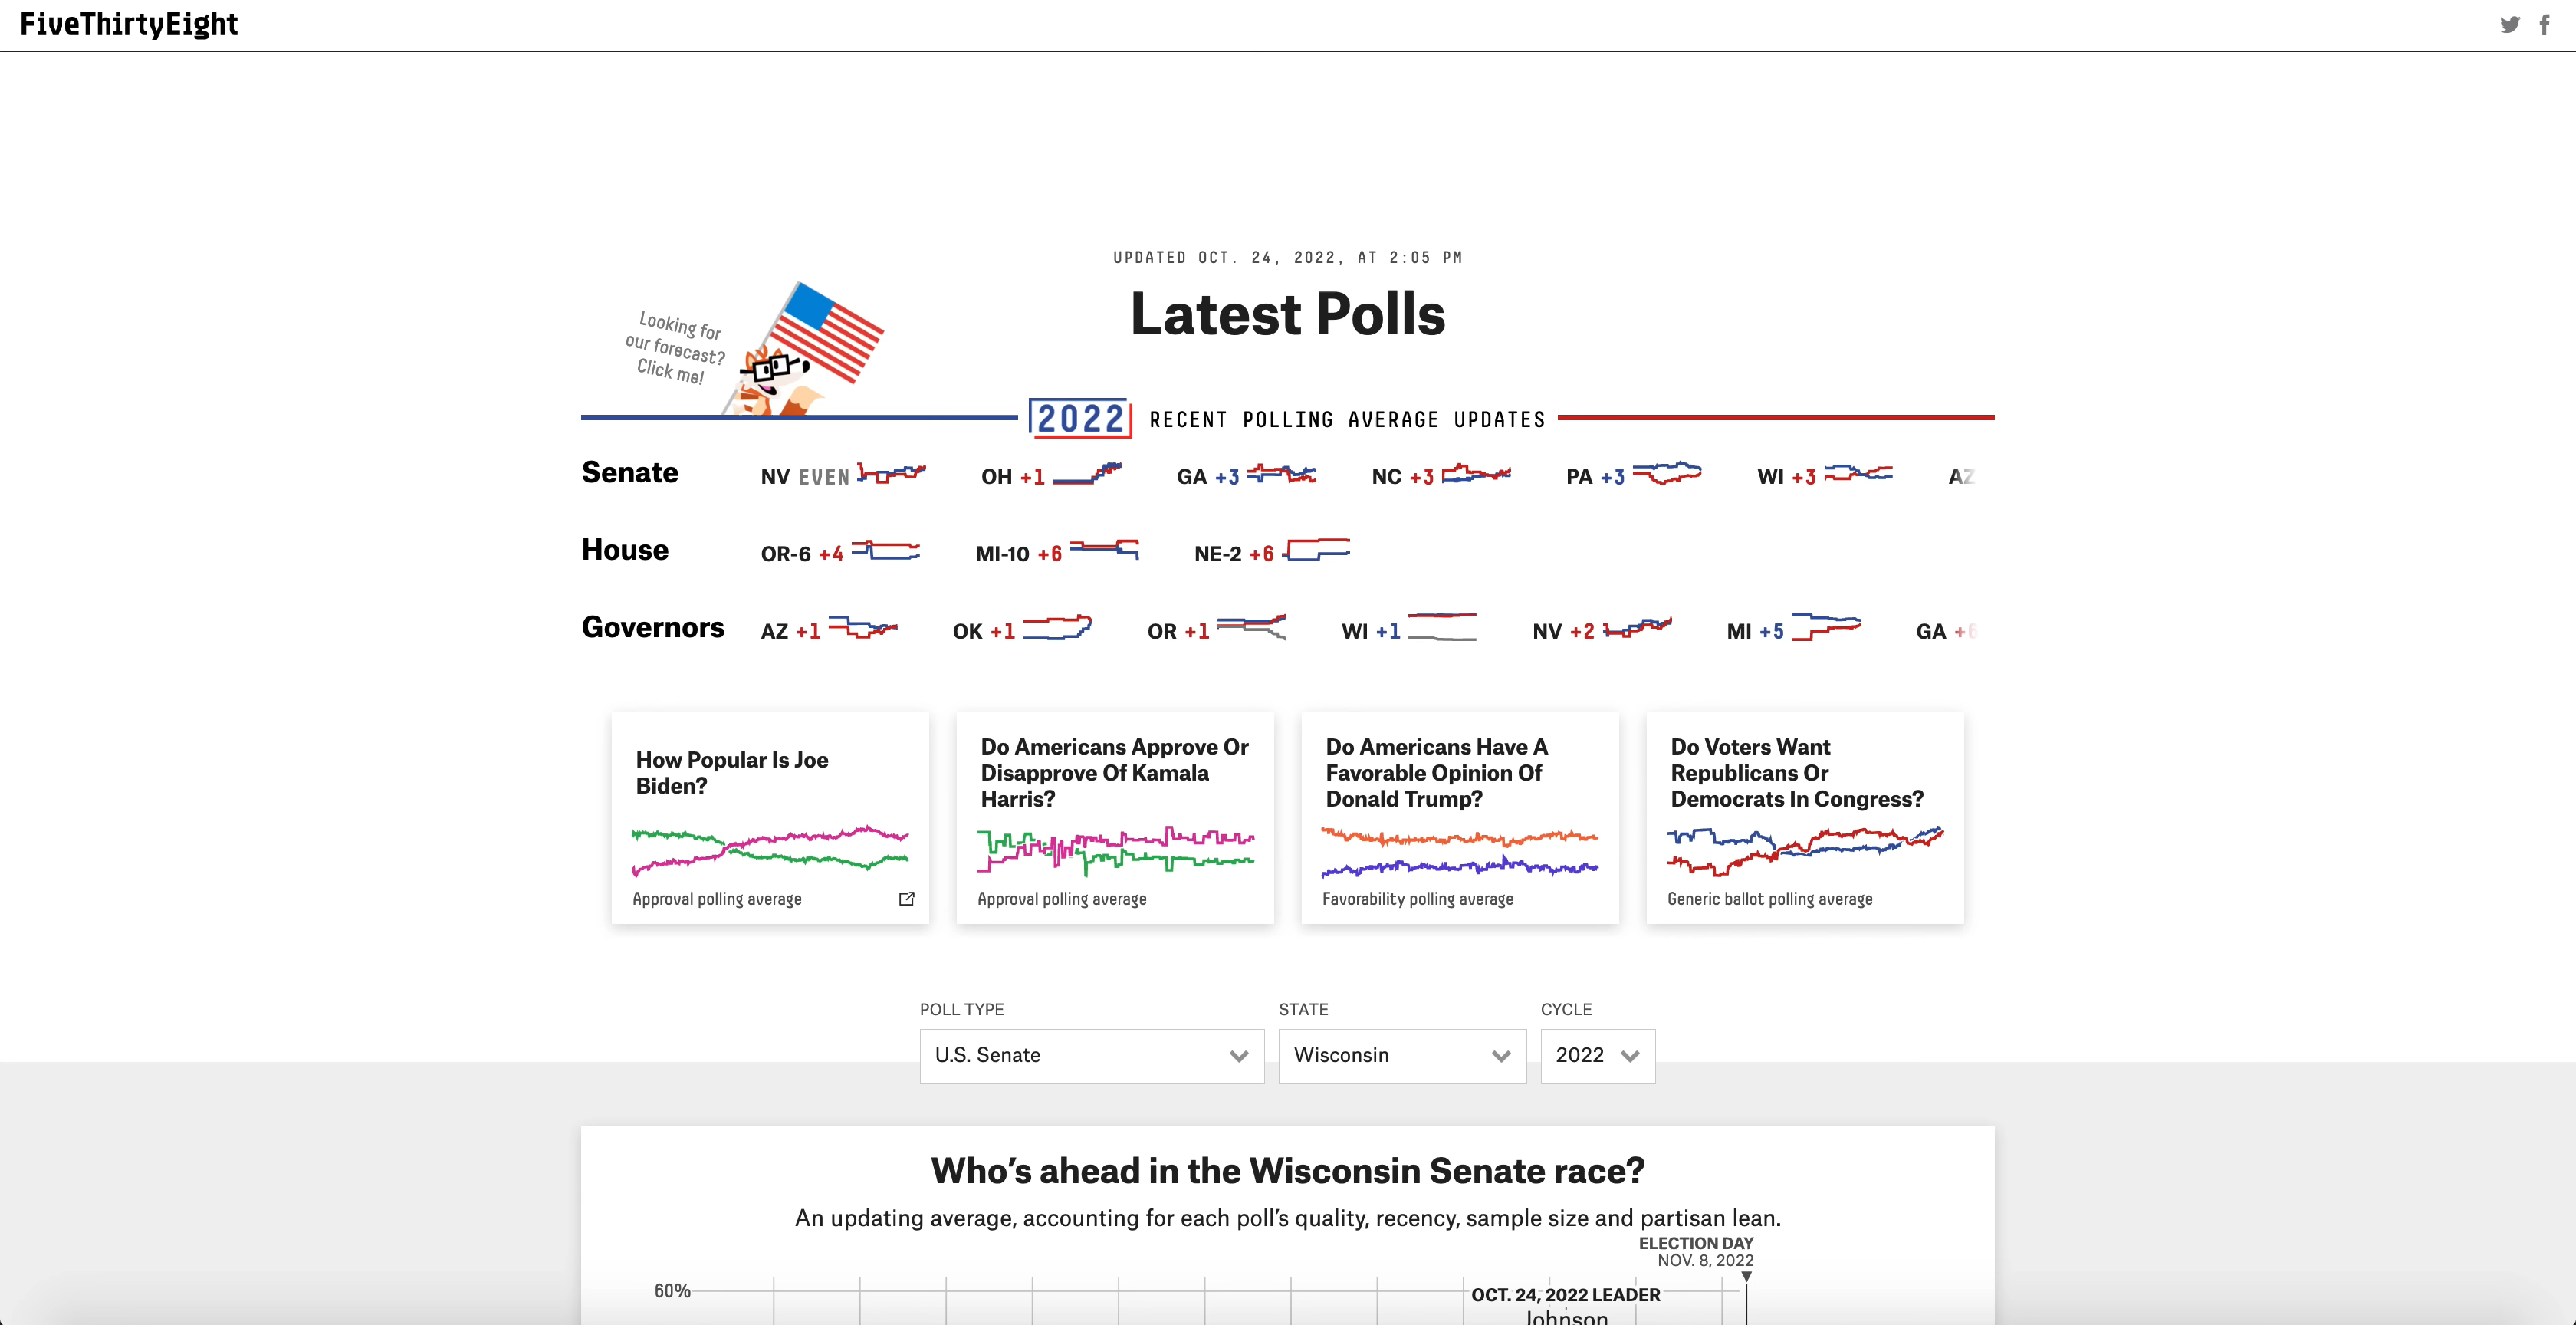 FiveThirtyEight
UPDATED OCT. 24, 2022, AT 2:05 PM
Latest Polls
Looking for
our forecast?
Click me!
2022 RECENT POLLING AVERAGE UPDATES
Senate NV EVEN OH +1 GA +3 NC +3 PA +3 WI +3 AZ
House OR-6 +4 MI-10 +6 NE-2 +6
Governors AZ +1 OK +1 OR +1 WI +1 NV +2 MI +5 GA
How Popular Is Joe
Biden?
Approval polling average
Do Americans Approve Or
Disapprove Of Kamala
Harris?
Approval polling average
Do Americans Have A
Favorable Opinion Of
Donald Trump?
Favorability polling average
Do Voters Want
Republicans Or
Democrats In Congress?
Generic ballot polling average
POLL TYPE STATE CYCLE
U.S. Senate Wisconsin 2022
Who’s ahead in the Wisconsin Senate race?
An updating average, accounting for each poll’s quality, recency, sample size and partisan lean.
ELECTION DAY
NOV. 8, 2022
60%
OCT. 24, 2022 LEADER
Johnson